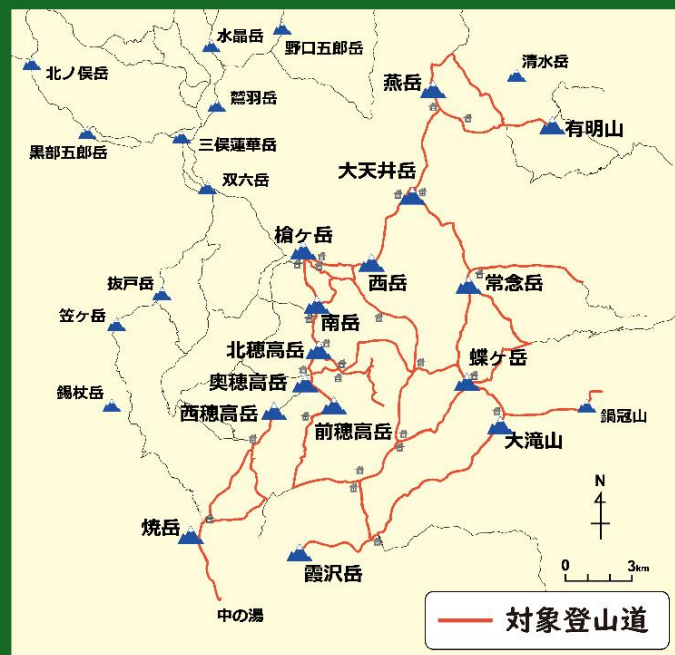 水晶岳
野口五郎岳
北ノ俣岳
清水岳
燕岳
鷲羽岳
有明山
三俣蓮華岳
黒部五郎岳
大天井岳
双六岳
槍ヶ岳
西岳
常念岳
抜戸岳
笠ヶ岳
南岳
北穂高岳
蝶ヶ岳
奥穂高岳
錫杖岳
西穂高岳
前穂高岳
鍋冠山
大滝山
N
焼岳
霞沢岳
0 3km
中の湯
対象登山道